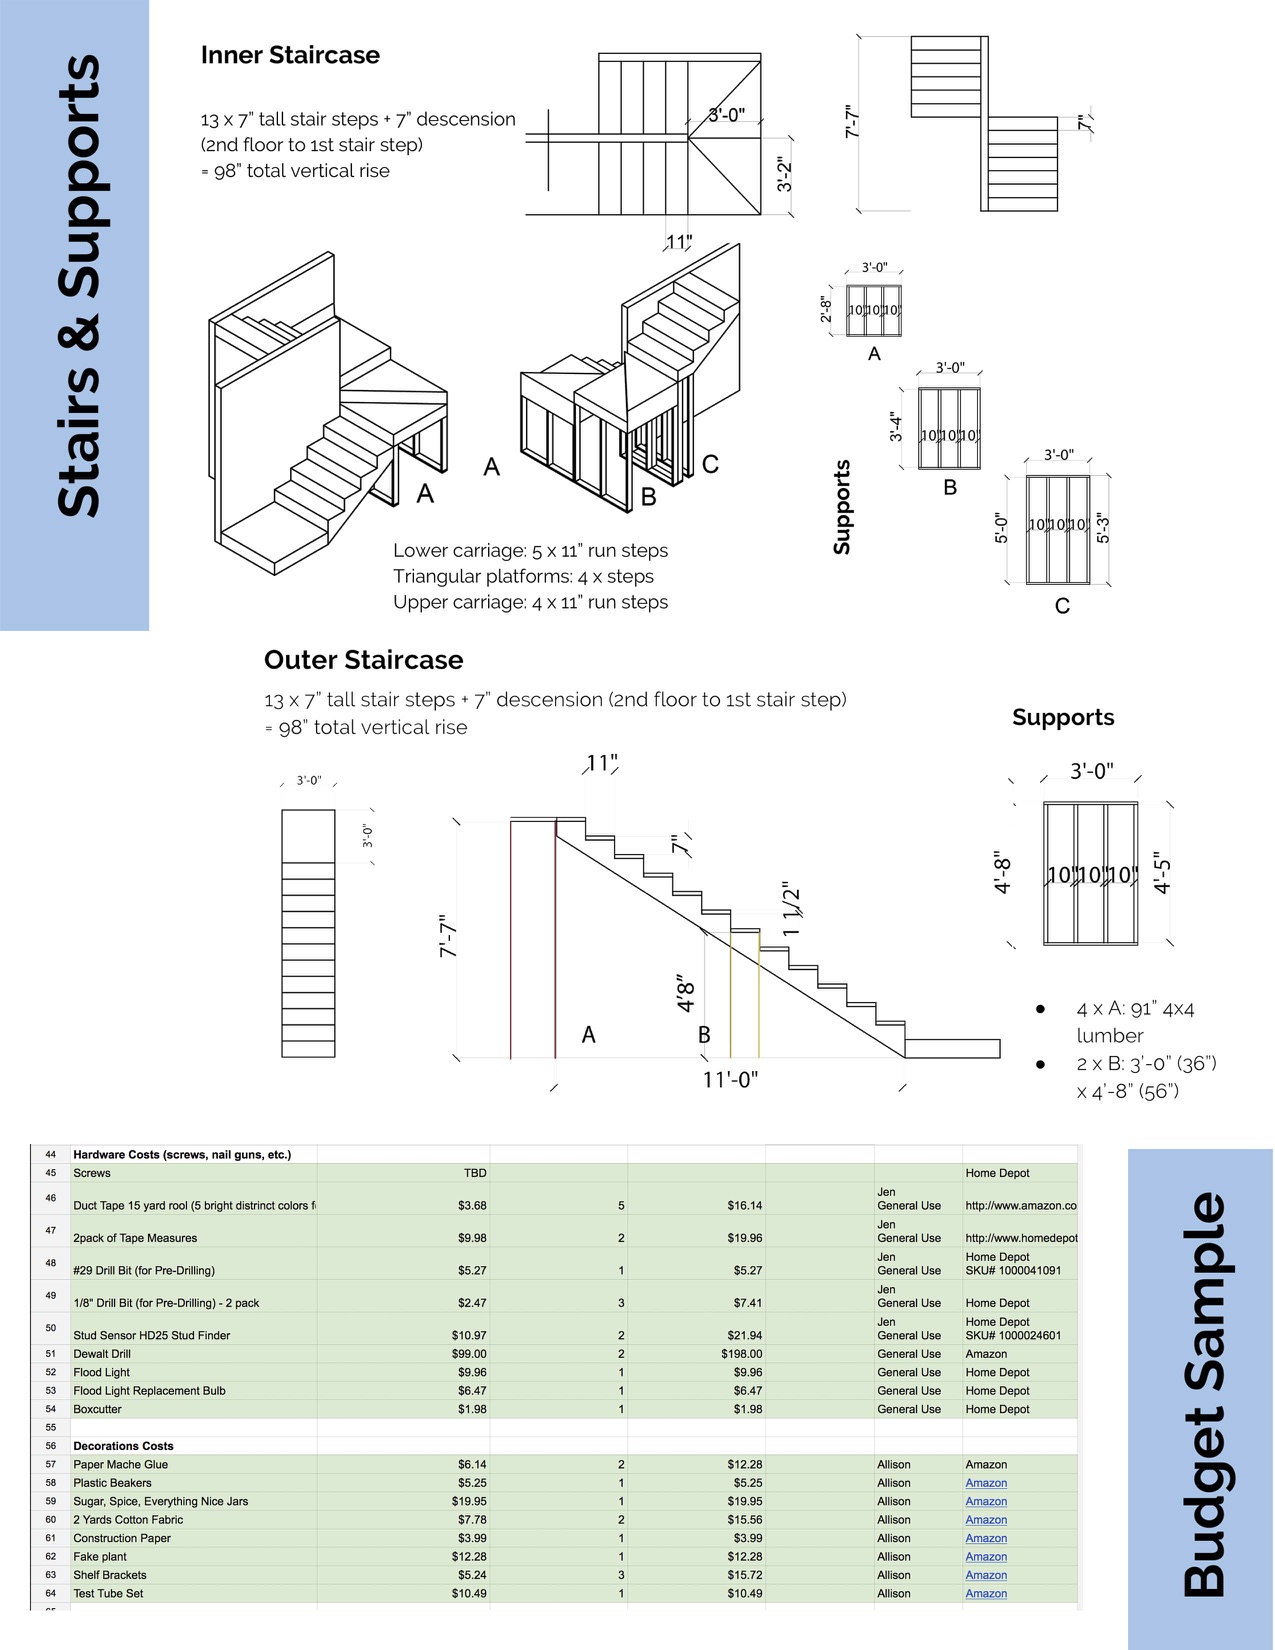 Stairs & Supports
Inner Staircase
13 x 7” tall stair steps + 7” descension
(2nd floor to 1st stair step)
= 98” total vertical rise
3'-0"
3'-2"
11"
7'-7"
7"
A
A
B
C
Lower carriage: 5 x 11” run steps
Triangular platforms: 4 x steps
Upper carriage: 4 x 11” run steps
Supports
3'-0"
2'-8"
10" 10" 10"
A
3'-0"
3'-4"
10" 10" 10"
B
3'-0"
5'-0"
10" 10" 10"
5'-3"
C
Outer Staircase
13 x 7” tall stair steps + 7” descension (2nd floor to 1st stair step)
= 98” total vertical rise
3'-0"
3'-0"
11"
7"
1 1/2"
7'-7"
4’8”
A
B
11'-0"
Supports
3'-0"
4'-8"
10" 10" 10"
4'-5"
● 4 x A: 91” 4x4
lumber
● 2 x B: 3’-0” (36”)
x 4’-8” (56”)
44 Hardware Costs (screws, nail guns, etc.)
45 Screws TBD Home Depot
46 Duct Tape 15 yard rool (5 bright distrinct colors f $3.68 5 $16.14 Jen General Use http://www.amazon.co
47 2pack of Tape Measures $9.98 2 $19.96 Jen General Use http://www.homedepot
48 #29 Drill Bit (for Pre-Drilling) $5.27 1 $5.27 Jen General Use Home Depot SKU# 1000041091
49 1/8" Drill Bit (for Pre-Drilling) - 2 pack $2.47 3 $7.41 Jen General Use Home Depot
50 Stud Sensor HD25 Stud Finder $10.97 2 $21.94 Jen General Use Home Depot SKU# 1000024601
51 Dewalt Drill $99.00 2 $198.00 General Use Amazon
52 Flood Light $9.96 1 $9.96 General Use Home Depot
53 Flood Light Replacement Bulb $6.47 1 $6.47 General Use Home Depot
54 Boxcutter $1.98 1 $1.98 General Use Home Depot
55
56 Decorations Costs
57 Paper Mache Glue $6.14 2 $12.28 Allison Amazon
58 Plastic Beakers $5.25 1 $5.25 Allison Amazon
59 Sugar, Spice, Everything Nice Jars $19.95 1 $19.95 Allison Amazon
60 2 Yards Cotton Fabric $7.78 2 $15.56 Allison Amazon
61 Construction Paper $3.99 1 $3.99 Allison Amazon
62 Fake plant $12.28 1 $12.28 Allison Amazon
63 Shelf Brackets $5.24 3 $15.72 Allison Amazon
64 Test Tube Set $10.49 1 $10.49 Allison Amazon
Budget Sample